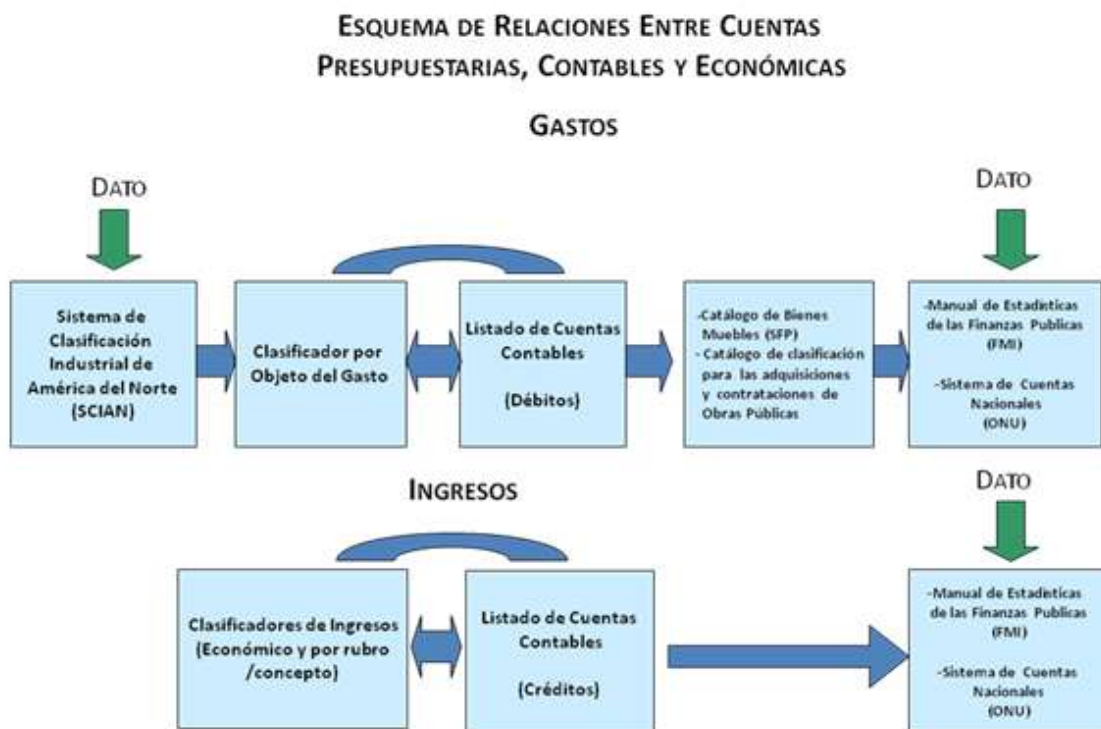 ESQUEMA DE RELACIONES ENTRE CUENTAS
PRESUPUESTARIAS, CONTABLES Y ECONÓMICAS
GASTOS
DATO
DATO
Sistema de
Clasificación
Industrial de
América del Norte
(SCIAN)
Clasificador por
Objeto del Gasto
Listado de Cuentas
Contables
(Débitos)
-Catálogo de Bienes
Muebles (SFP)
- Catálogo de clasificación
para las adquisiciones
y contrataciones de
Obras Públicas
-Manual de Estadísticas
de las Finanzas Publicas
(FMI)
-Sistema de Cuentas
Nacionales
(ONU)
INGRESOS
DATO
Clasificadores de Ingresos
(Económico y por rubro
/concepto)
Listado de Cuentas
Contables
(Créditos)
-Manual de Estadísticas
de las Finanzas Publicas
(FMI)
-Sistema de Cuentas
Nacionales
(ONU)